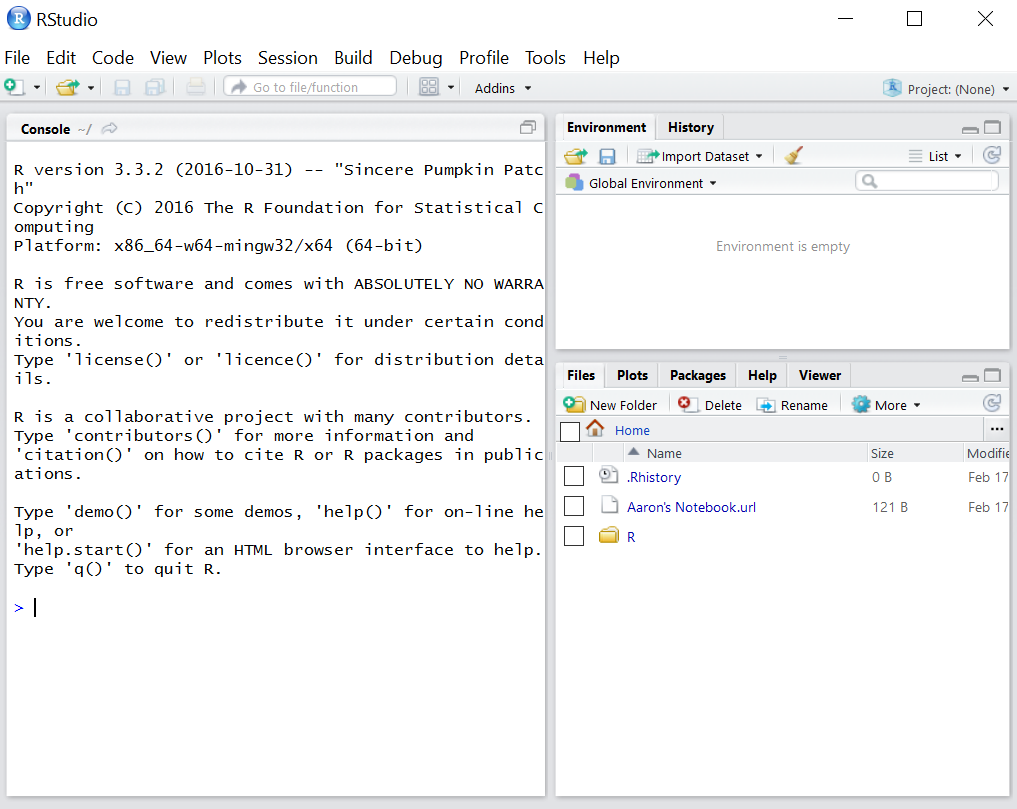 RStudio
File Edit Code View Plots Session Build Debug Profile Tools Help
Go to file/function Addins Project: (None)
Console ~/
R version 3.3.2 (2016-10-31) -- "Sincere Pumpkin Patc
h"
Copyright (C) 2016 The R Foundation for Statistical C
omputing
Platform: x86_64-w64-mingw32/x64 (64-bit)
R is free software and comes with ABSOLUTELY NO WARRA
NTY.
You are welcome to redistribute it under certain cond
itions.
Type 'license()' or 'licence()' for distribution deta
ils.
R is a collaborative project with many contributors.
Type 'contributors()' for more information and
'citation()' on how to cite R or R packages in public
ations.
Type 'demo()' for some demos, 'help()' for on-line he
lp, or
'help.start()' for an HTML browser interface to help.
Type 'q()' to quit R.
>
Environment History
Import Dataset List
Global Environment
Environment is empty
Files Plots Packages Help Viewer
New Folder Delete Rename More
Home ...
Name Size Modifie
.Rhistory 0 B Feb 17
Aaron's Notebook.url 121 B Feb 17
R